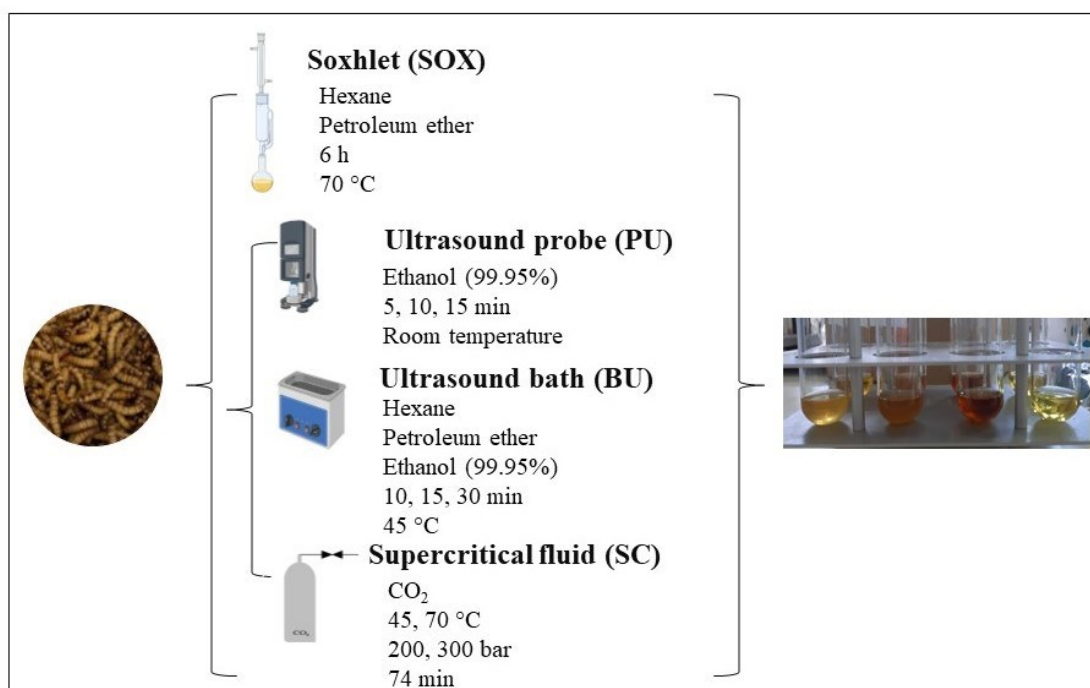 Soxhlet (SOX)
Hexane
Petroleum ether
6 h
70 °C
Ultrasound probe (PU)
Ethanol (99.95%)
5, 10, 15 min
Room temperature
Ultrasound bath (BU)
Hexane
Petroleum ether
Ethanol (99.95%)
10, 15, 30 min
45 °C
Supercritical fluid (SC)
CO₂
45, 70 °C
200, 300 bar
74 min